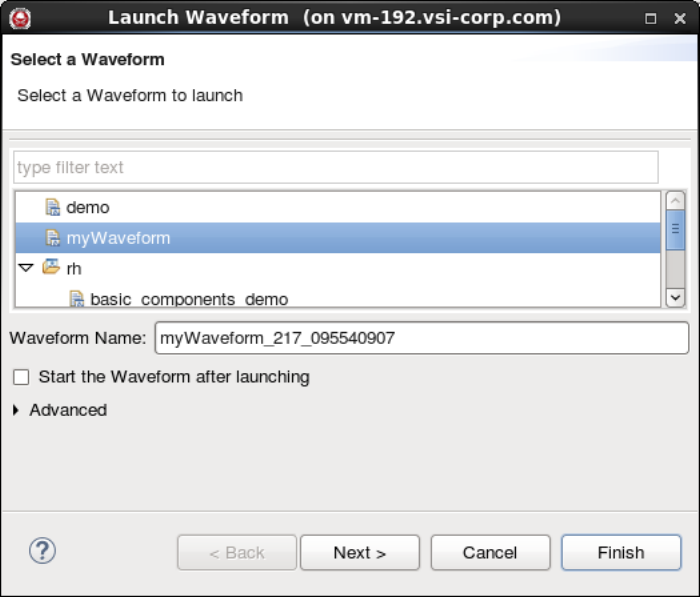 Launch Waveform (on vm-192.vsi-corp.com)
Select a Waveform
Select a Waveform to launch
type filter text
demo
myWaveform
rh
basic_components_demo
Waveform Name: myWaveform_217_095540907
Start the Waveform after launching
Advanced
? < Back Next > Cancel Finish